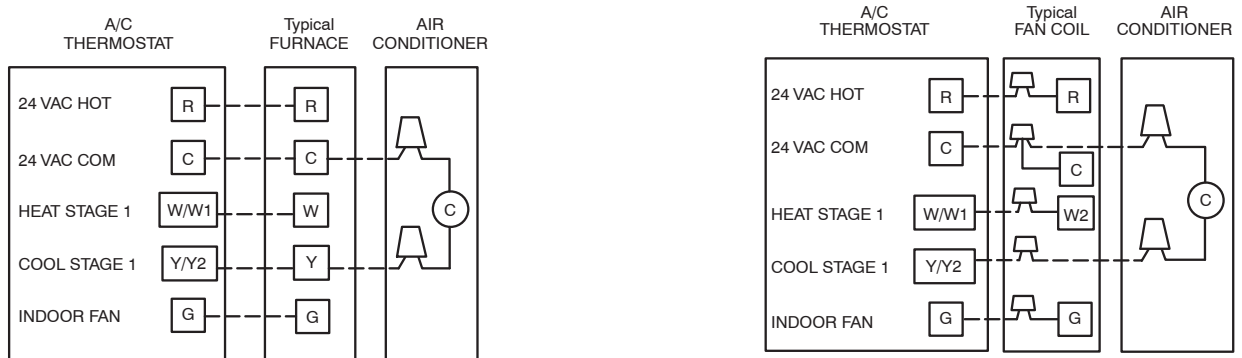 A/C
THERMOSTAT
Typical
FURNACE
AIR
CONDITIONER
24 VAC HOT
R
R
24 VAC COM
C
C
HEAT STAGE 1
W/W1
W
C
COOL STAGE 1
Y/Y2
Y
INDOOR FAN
G
G
A/C
THERMOSTAT
Typical
FAN COIL
AIR
CONDITIONER
24 VAC HOT
R
R
24 VAC COM
C
C
HEAT STAGE 1
W/W1
W2
C
COOL STAGE 1
Y/Y2
INDOOR FAN
G
G